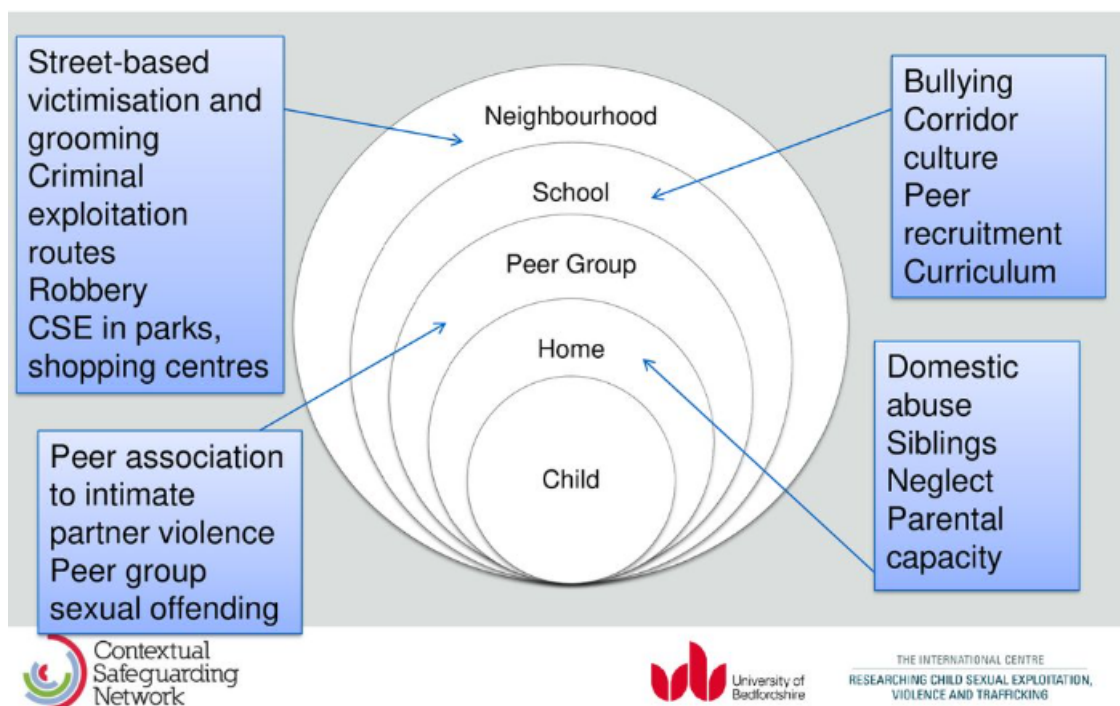 Street-based
victimisation and
grooming
Criminal
exploitation
routes
Robbery
CSE in parks,
shopping centres
Peer association
to intimate
partner violence
Peer group
sexual offending
Neighbourhood
School
Peer Group
Home
Child
Bullying
Corridor
culture
Peer
recruitment
Curriculum
Domestic
abuse
Siblings
Neglect
Parental
capacity
Contextual
Safeguarding
Network
University of
Bedfordshire
THE INTERNATIONAL CENTRE
RESEARCHING CHILD SEXUAL EXPLOITATION,
VIOLENCE AND TRAFFICKING